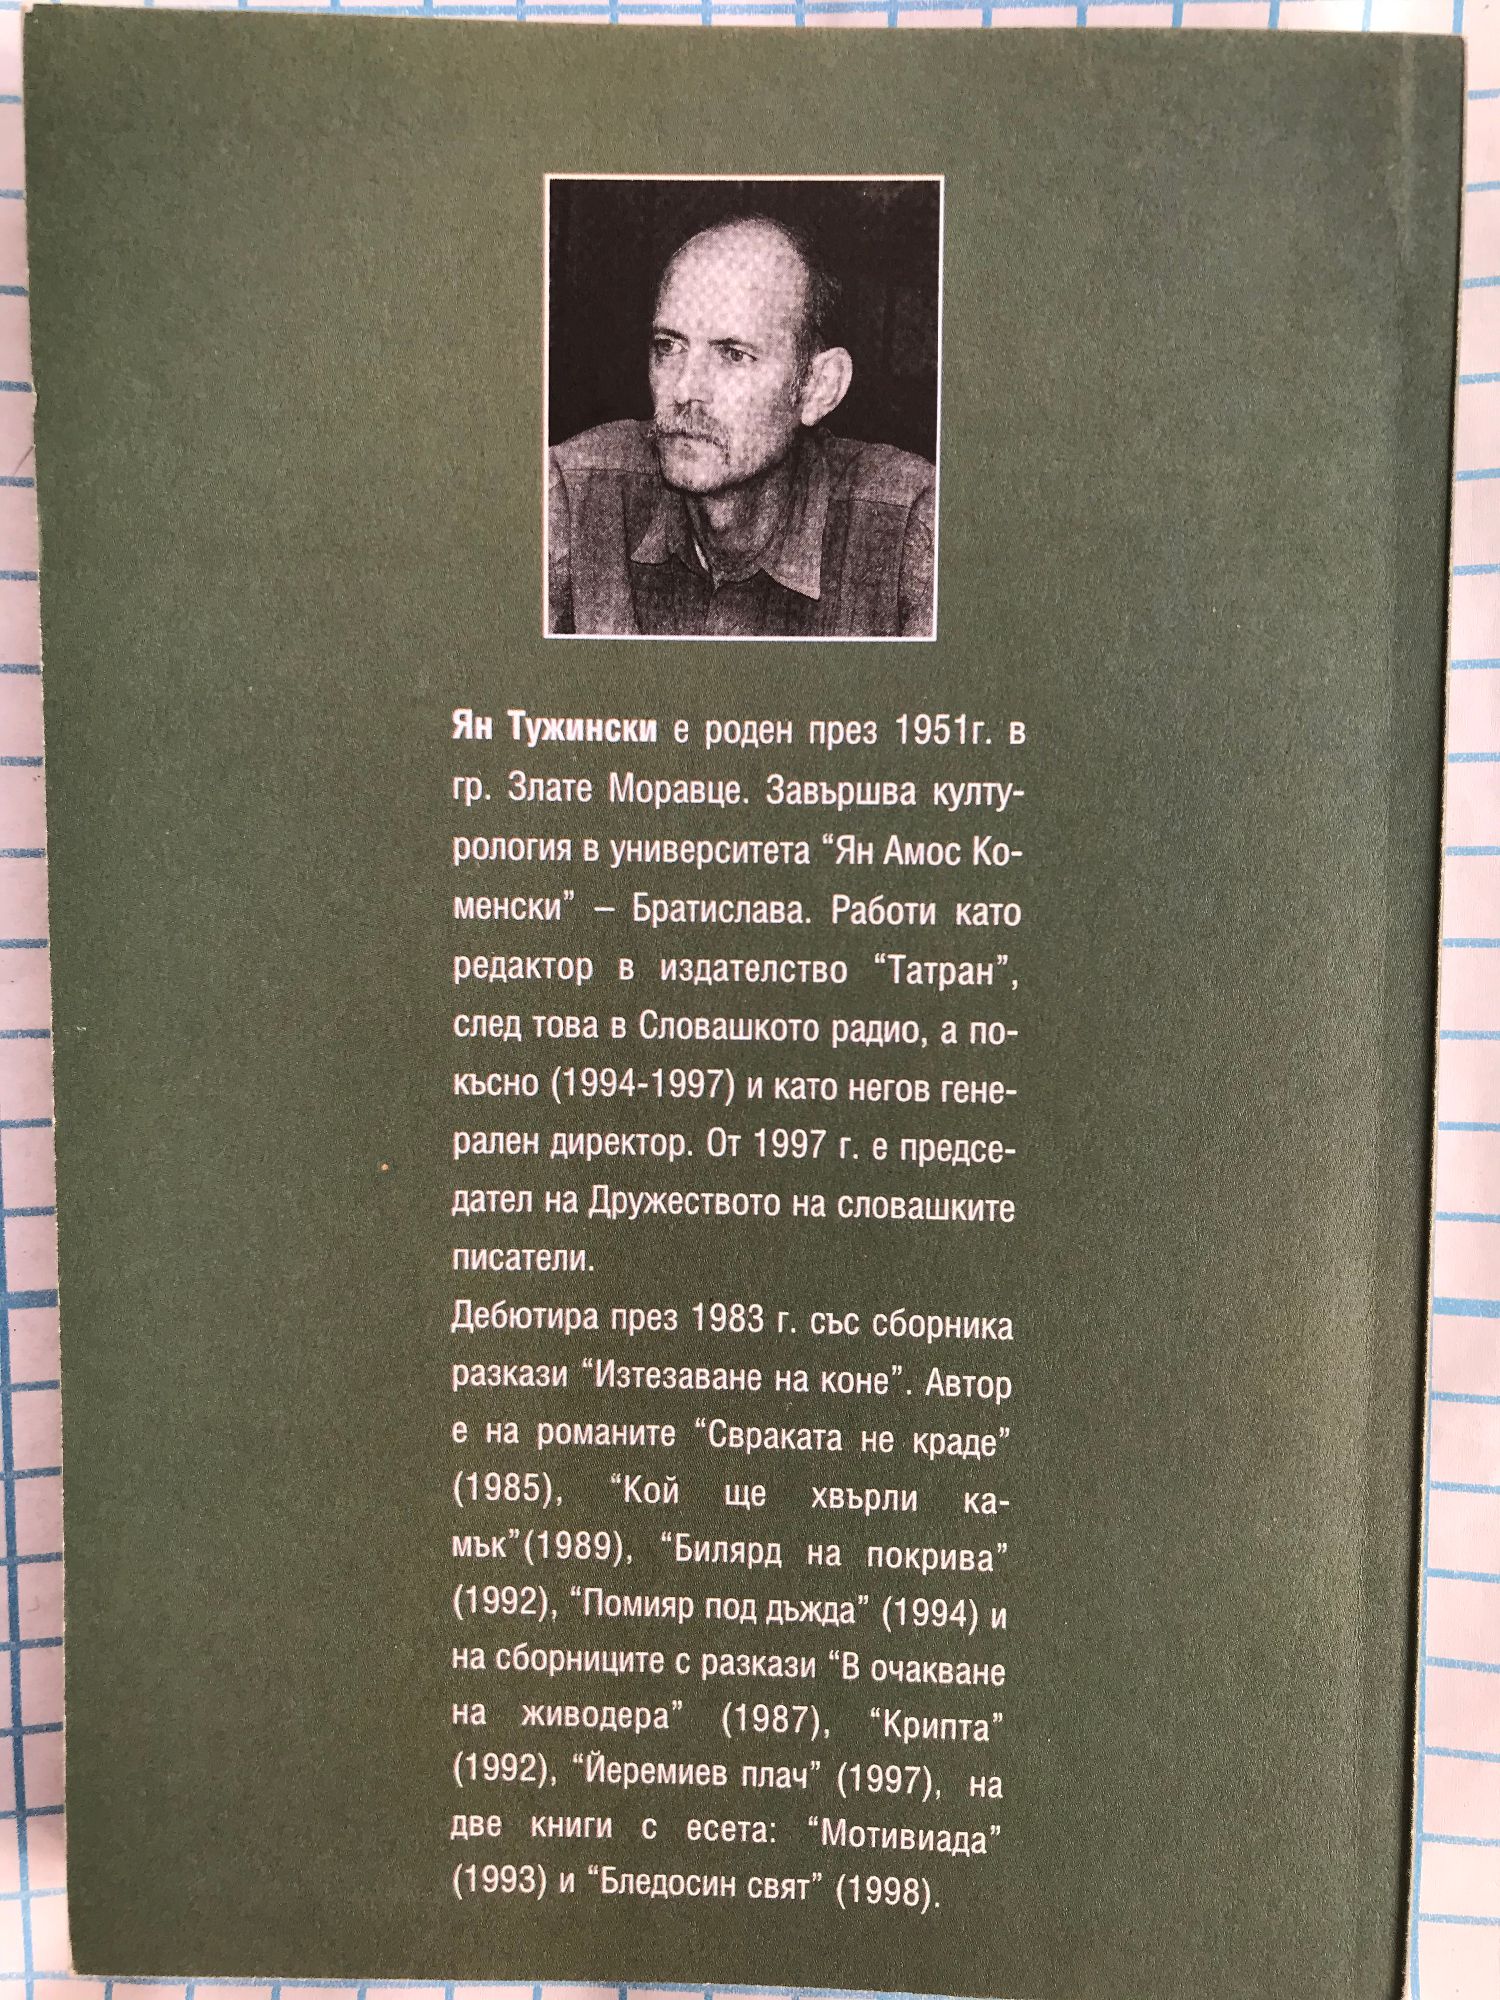 Ян Тужински е роден през 1951г. в
гр. Злате Моравце. Завършва култу-
рология в университета “Ян Амос Ко-
менски” – Братислава. Работи като
редактор в издателство “Татран”,
след това в Словашкото радио, а по-
късно (1994-1997) и като негов гене-
рален директор. От 1997 г. е предсе-
дател на Дружеството на словашките
писатели.
Дебютира през 1983 г. със сборника
разкази “Изтезаване на коне”. Автор
е на романите “Свраката не краде”
(1985), “Кой ще хвърли ка-
мък”(1989), “Билярд на покрива”
(1992), “Помияр под дъжда” (1994) и
на сборниците с разкази “В очакване
на живодера” (1987), “Крипта”
(1992), “Йеремиев плач” (1997), на
две книги с есета: “Мотивиада”
(1993) и “Бледосин свят” (1998).